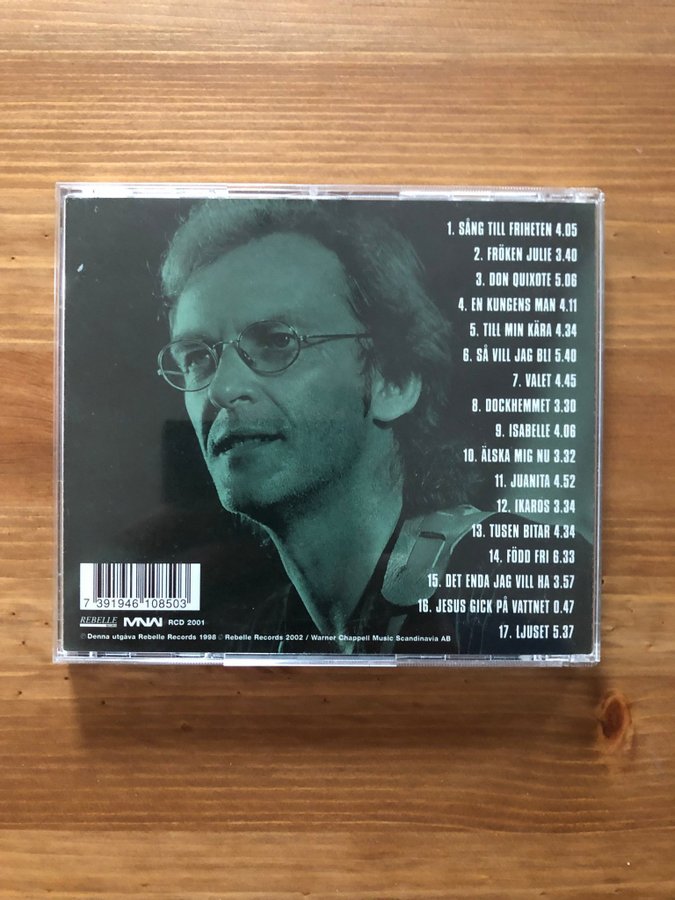 1. SÅNG TILL FRIHETEN 4.05
2. FRÖKEN JULIE 3.40
3. DON QUIXOTE 5.06
4. EN KUNGENS MAN 4.11
5. TILL MIN KÄRA 4.34
6. SÅ VILL JAG BLI 5.40
7. VALET 4.45
8. DOCKHEMMET 3.30
9. ISABELLE 4.06
10. ÄLSKA MIG NU 3.32
11. JUANITA 4.52
12. IKAROS 3.34
13. TUSEN BITAR 4.34
14. FÖDD FRI 6.33
15. DET ENDA JAG VILL HA 3.57
16. JESUS GICK PÅ VATTNET 0.47
17. LJUSET 5.37
7 391946 108503
REBELLE MNW RCD 2001
℗ Denna utgåva Rebelle Records 1998 © Rebelle Records 2002 / Warner Chappell Music Scandinavia AB